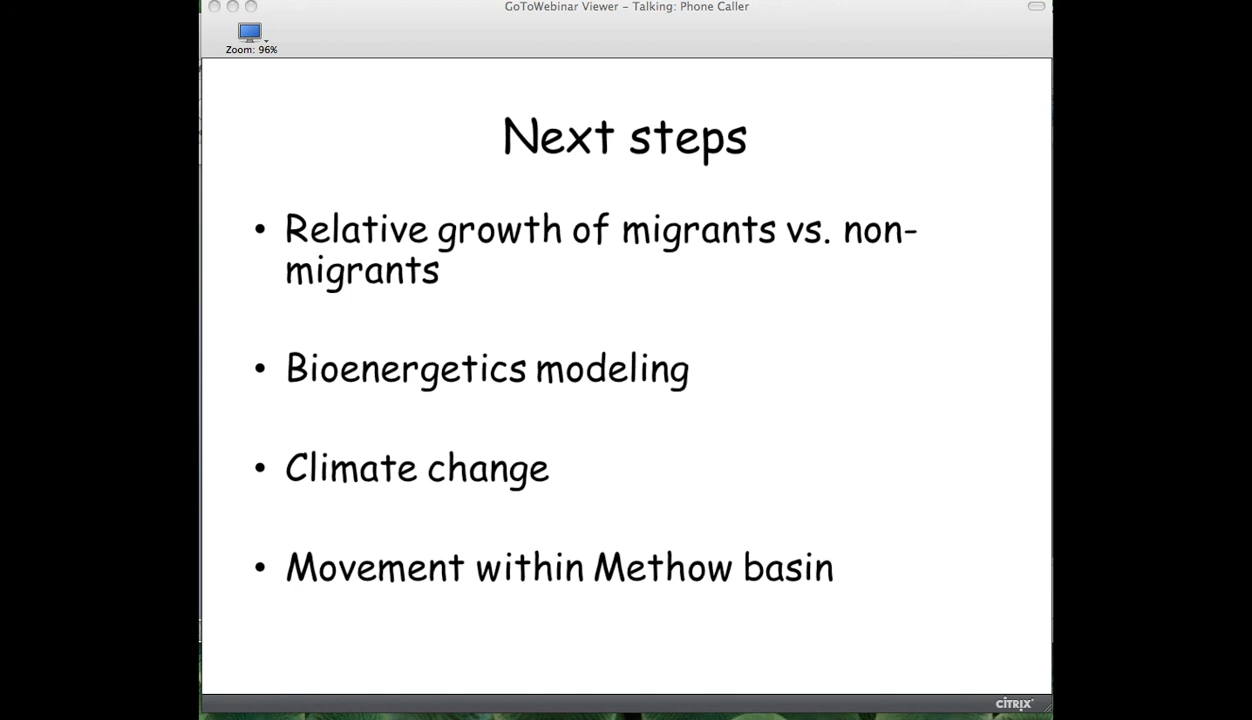 GoToWebinar Viewer – Talking: Phone Caller
Zoom: 96%
Next steps
• Relative growth of migrants vs. non-
migrants
• Bioenergetics modeling
• Climate change
• Movement within Methow basin
CITRIX